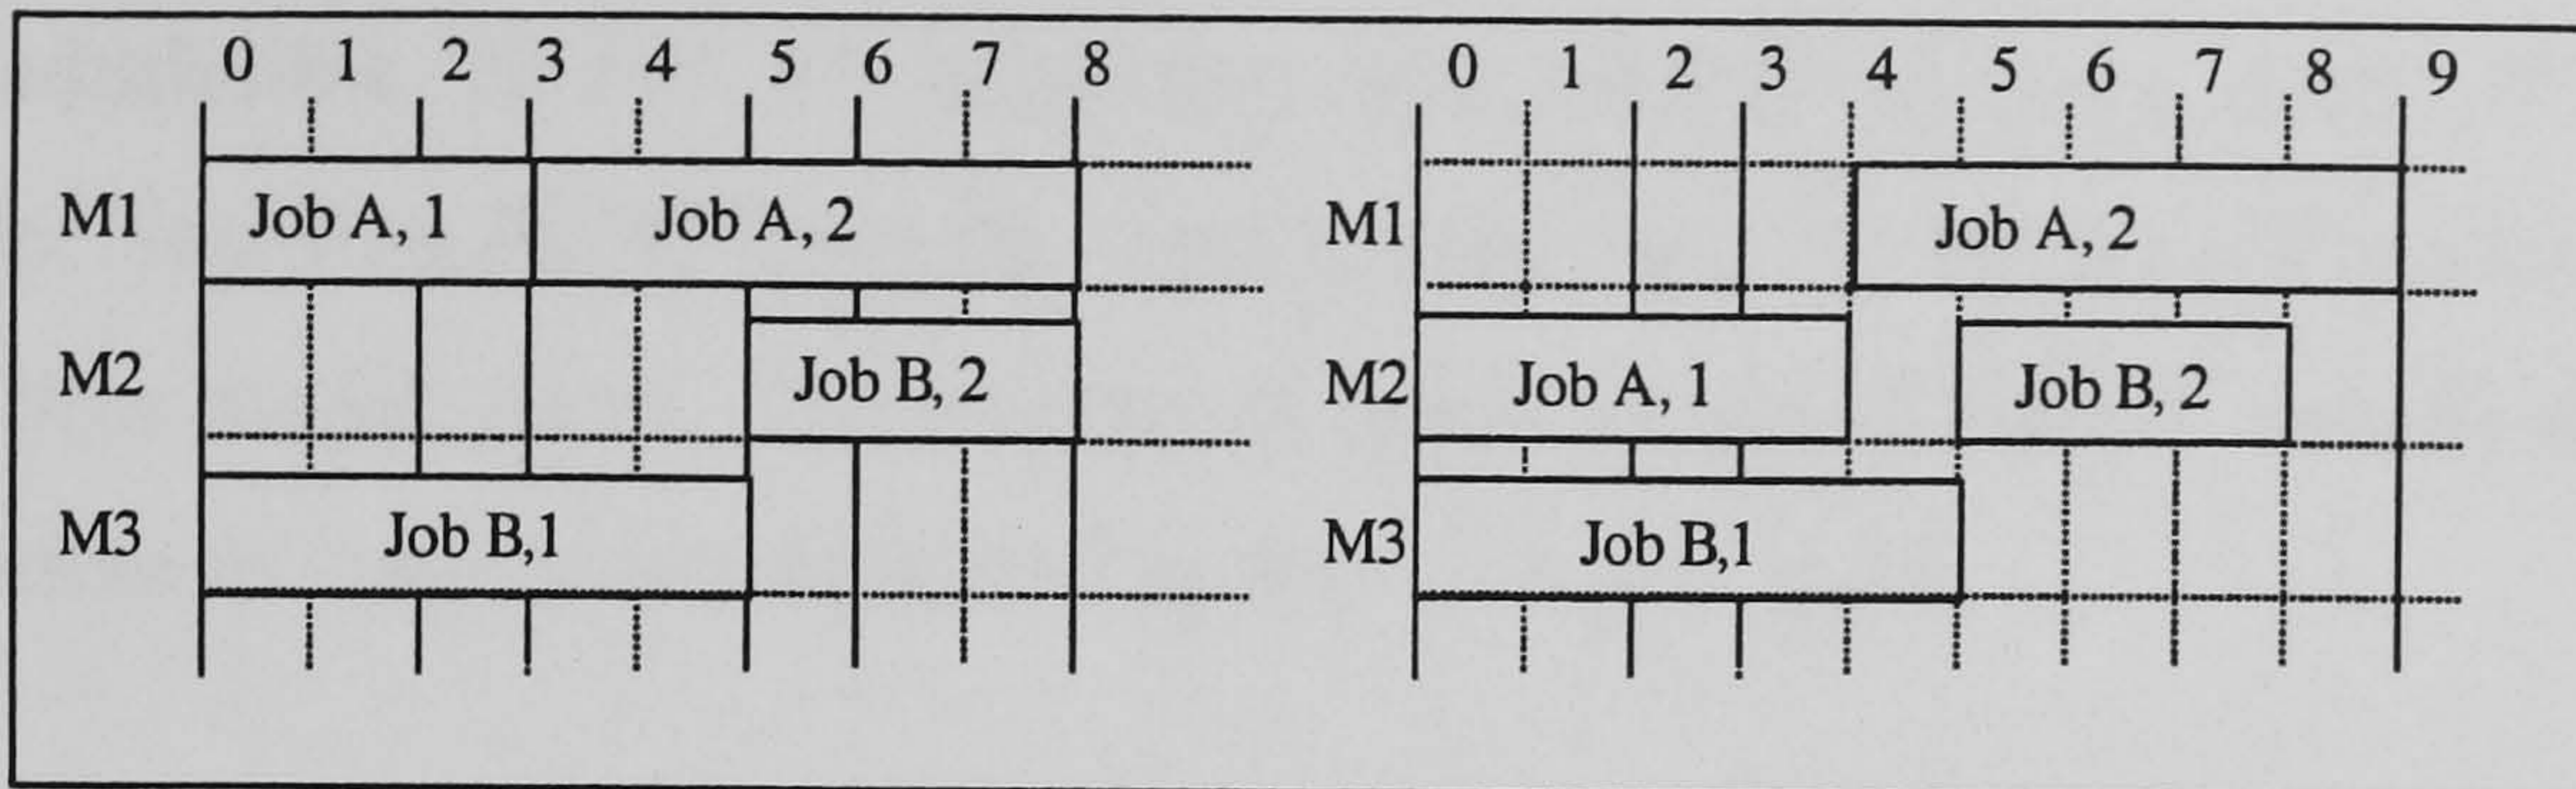 0 1 2 3 4 5 6 7 8
M1 Job A, 1 Job A, 2
M2 Job B, 2
M3 Job B,1
0 1 2 3 4 5 6 7 8 9
M1 Job A, 2
M2 Job A, 1 Job B, 2
M3 Job B,1